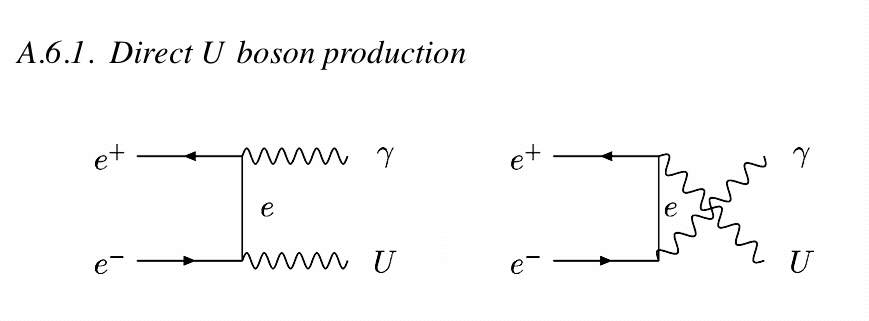 A.6.1. Direct U boson production
e⁺ γ e⁺ γ
e e
e⁻ U e⁻ U